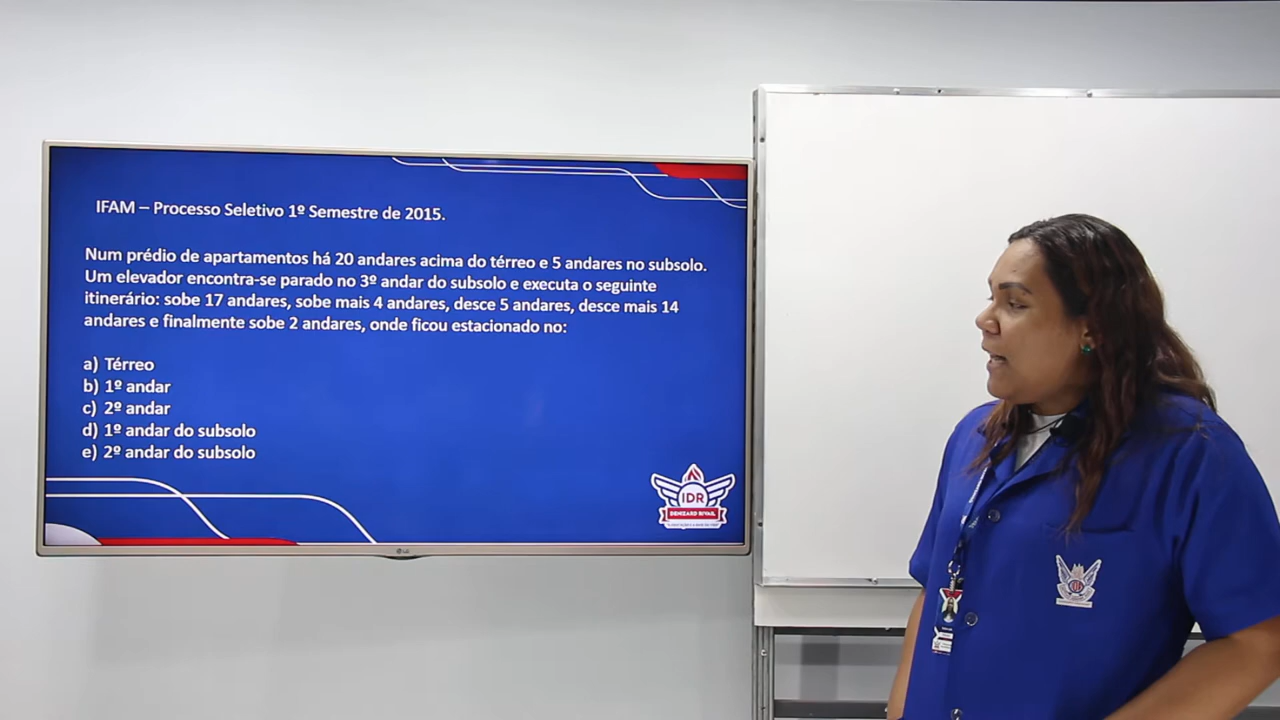 IFAM – Processo Seletivo 1º Semestre de 2015.
Num prédio de apartamentos há 20 andares acima do térreo e 5 andares no subsolo.
Um elevador encontra-se parado no 3º andar do subsolo e executa o seguinte
itinerário: sobe 17 andares, sobe mais 4 andares, desce 5 andares, desce mais 14
andares e finalmente sobe 2 andares, onde ficou estacionado no:
a) Térreo
b) 1º andar
c) 2º andar
d) 1º andar do subsolo
e) 2º andar do subsolo
IDR
DENIZARD RIVAIL
LG